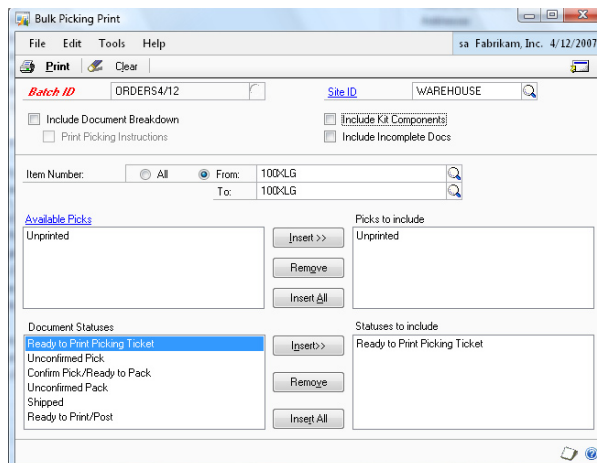 Bulk Picking Print
File Edit Tools Help
sa Fabrikam, Inc. 4/12/2007
Print Clear
Batch ID ORDERS4/12 Site ID WAREHOUSE
Include Document Breakdown Include Kit Components
Print Picking Instructions Include Incomplete Docs
Item Number: All From: 100XLG
To: 100XLG
Available Picks Picks to include
Unprinted Insert >> Unprinted
Remove
Insert All
Document Statuses Statuses to include
Ready to Print Picking Ticket Insert>> Ready to Print Picking Ticket
Unconfirmed Pick
Confirm Pick/Ready to Pack
Unconfirmed Pack Remove
Shipped
Ready to Print/Post Insert All